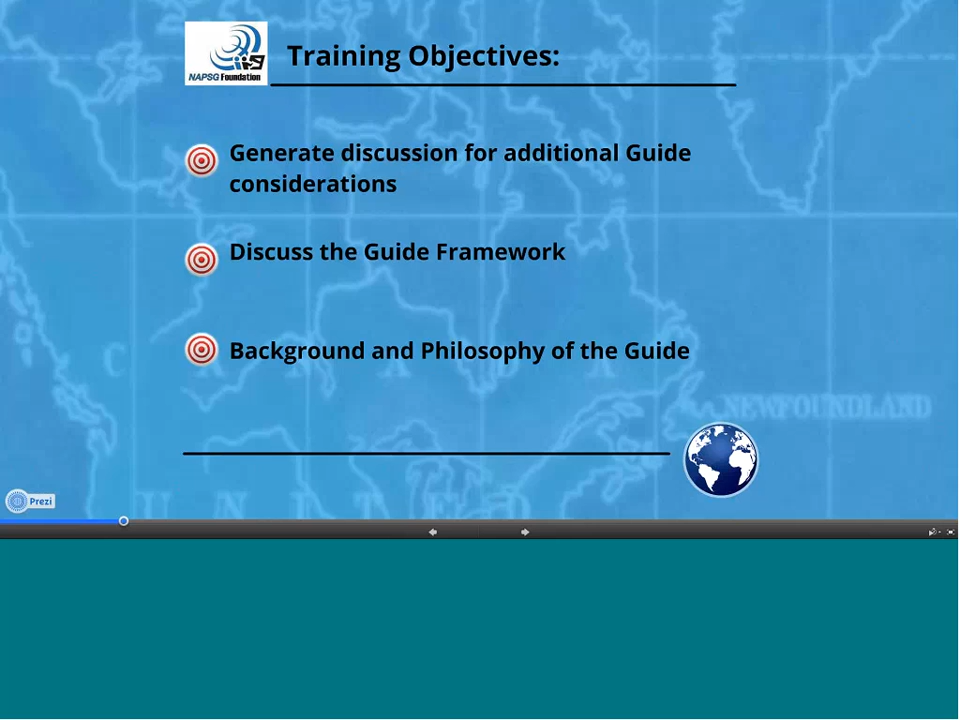 NAPSG Foundation
Training Objectives:
Generate discussion for additional Guide
considerations
Discuss the Guide Framework
Background and Philosophy of the Guide
C A N A D A
NEWFOUNDLAND
U N I T E D
Prezi